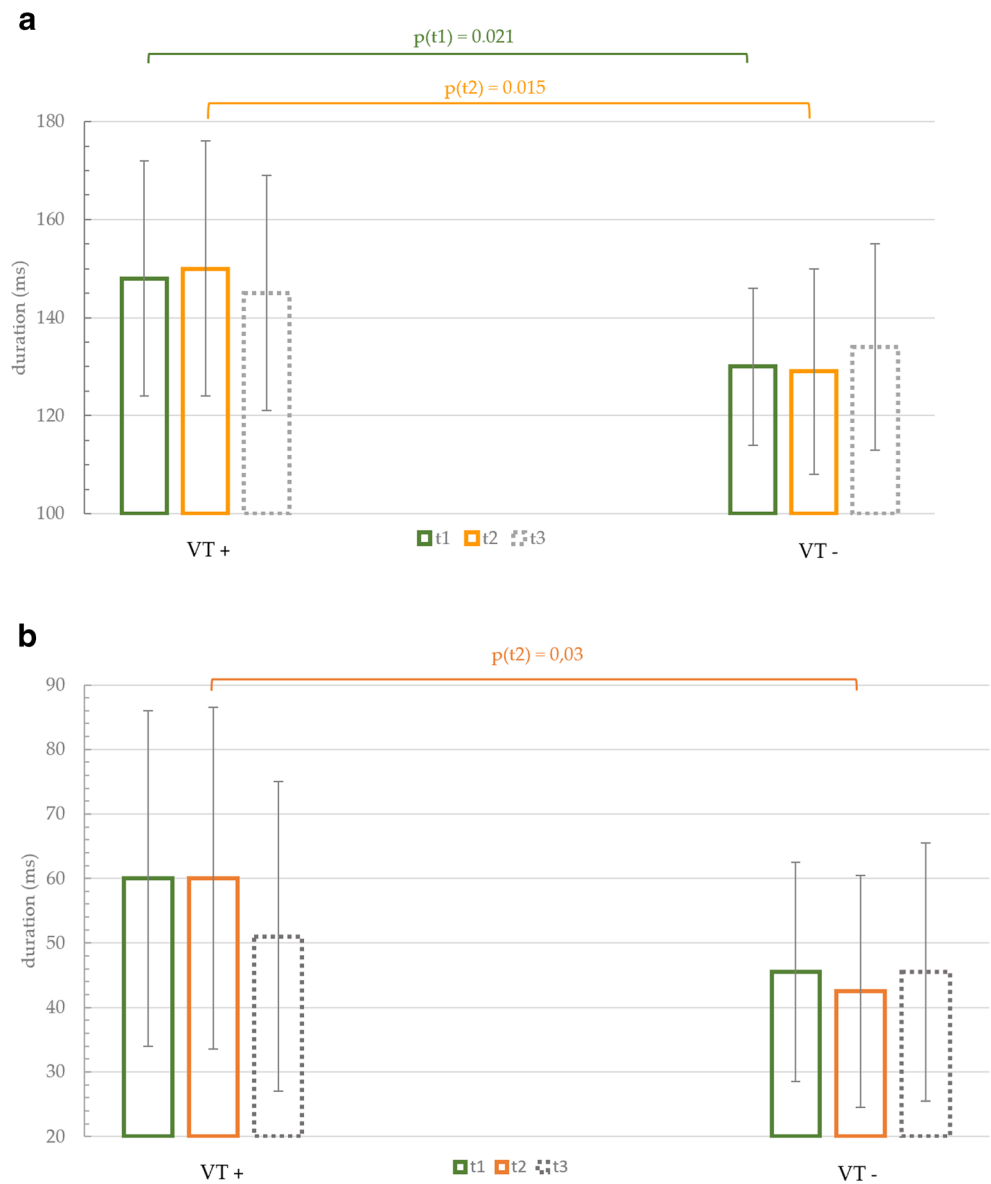 a
p(t1) = 0.021
p(t2) = 0.015
180
160
140
120
100
duration (ms)
t1 t2 t3
VT + VT -
b
p(t2) = 0,03
90
80
70
60
50
40
30
20
duration (ms)
t1 t2 t3
VT + VT -